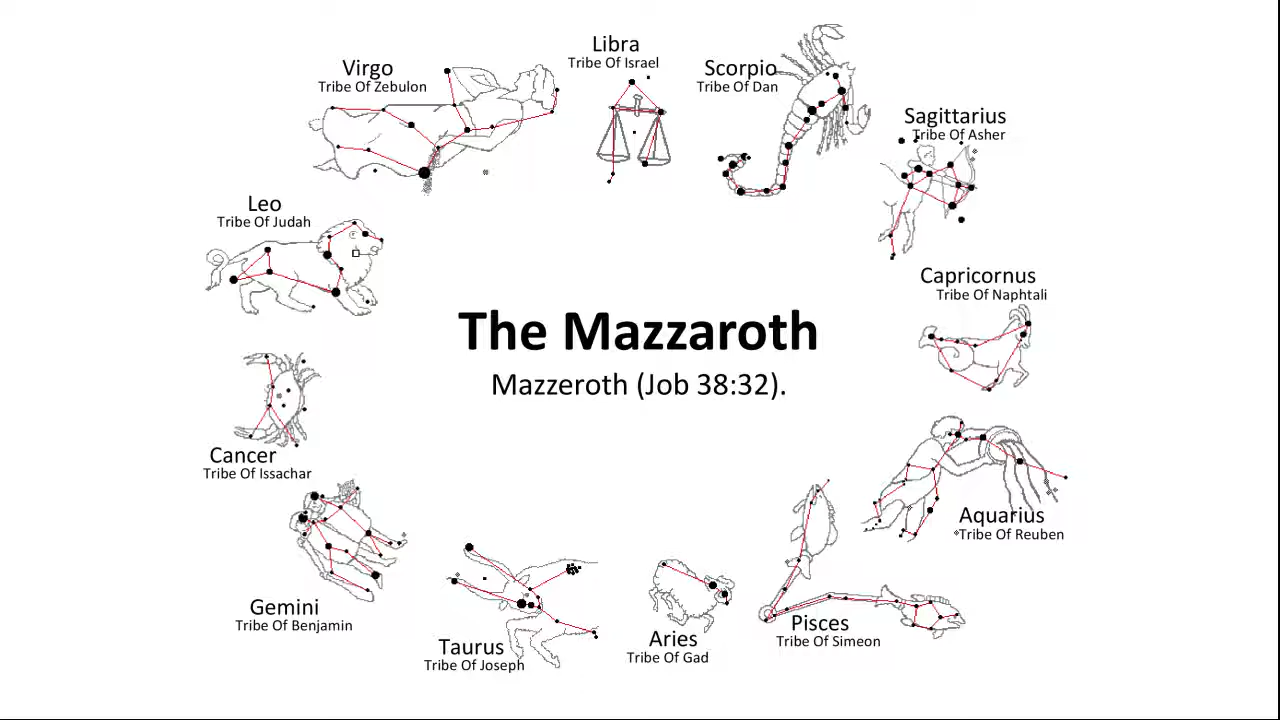 Libra
Tribe Of Israel
Virgo
Tribe Of Zebulon
Scorpio
Tribe Of Dan
Sagittarius
Tribe Of Asher
Leo
Tribe Of Judah
Capricornus
Tribe Of Naphtali
The Mazzaroth
Mazzeroth (Job 38:32).
Cancer
Tribe Of Issachar
Aquarius
Tribe Of Reuben
Gemini
Tribe Of Benjamin
Pisces
Tribe Of Simeon
Aries
Tribe Of Gad
Taurus
Tribe Of Joseph